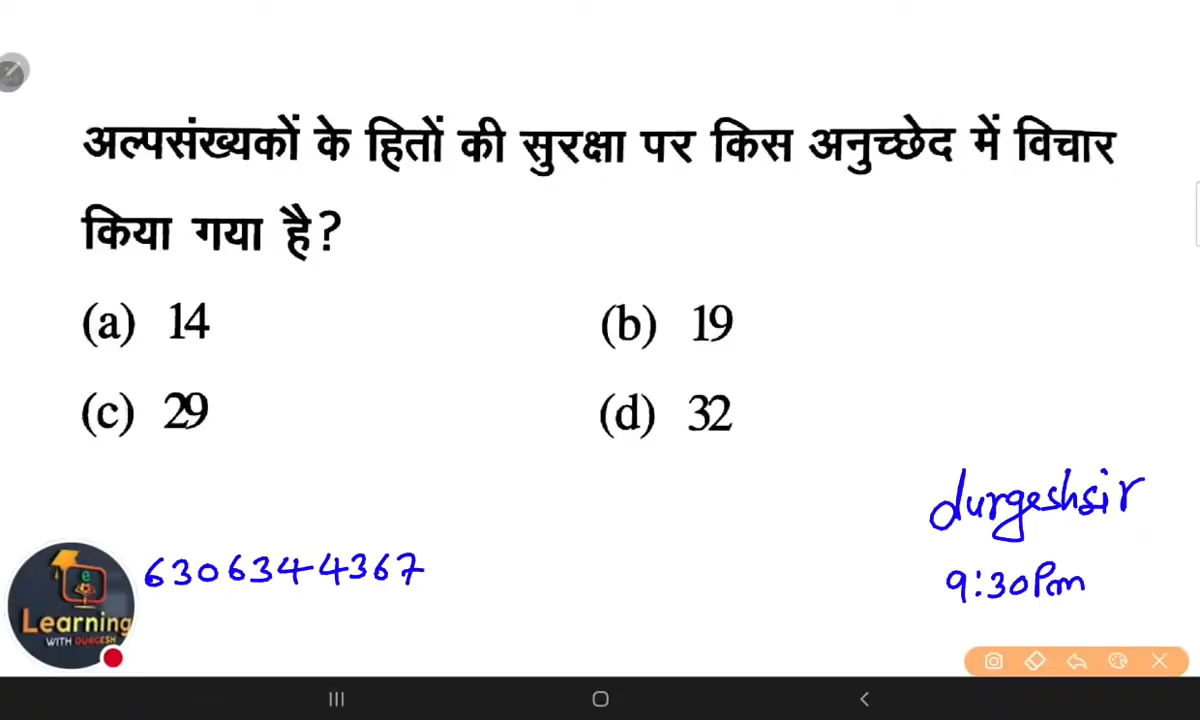 अल्पसंख्यकों के हितों की सुरक्षा पर किस अनुच्छेद में विचार
किया गया है?
(a) 14 (b) 19
(c) 29 (d) 32
durgeshsir
9:30Pm
6306344367
e
Learning
WITH DURGESH